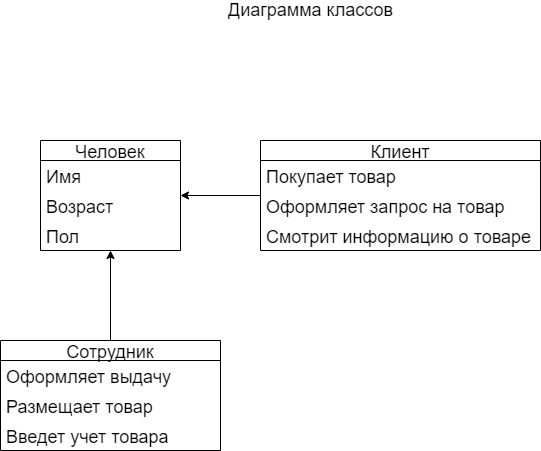 Диаграмма классов
Человек
Имя
Возраст
Пол
Клиент
Покупает товар
Оформляет запрос на товар
Смотрит информацию о товаре
Сотрудник
Оформляет выдачу
Размещает товар
Введет учет товара